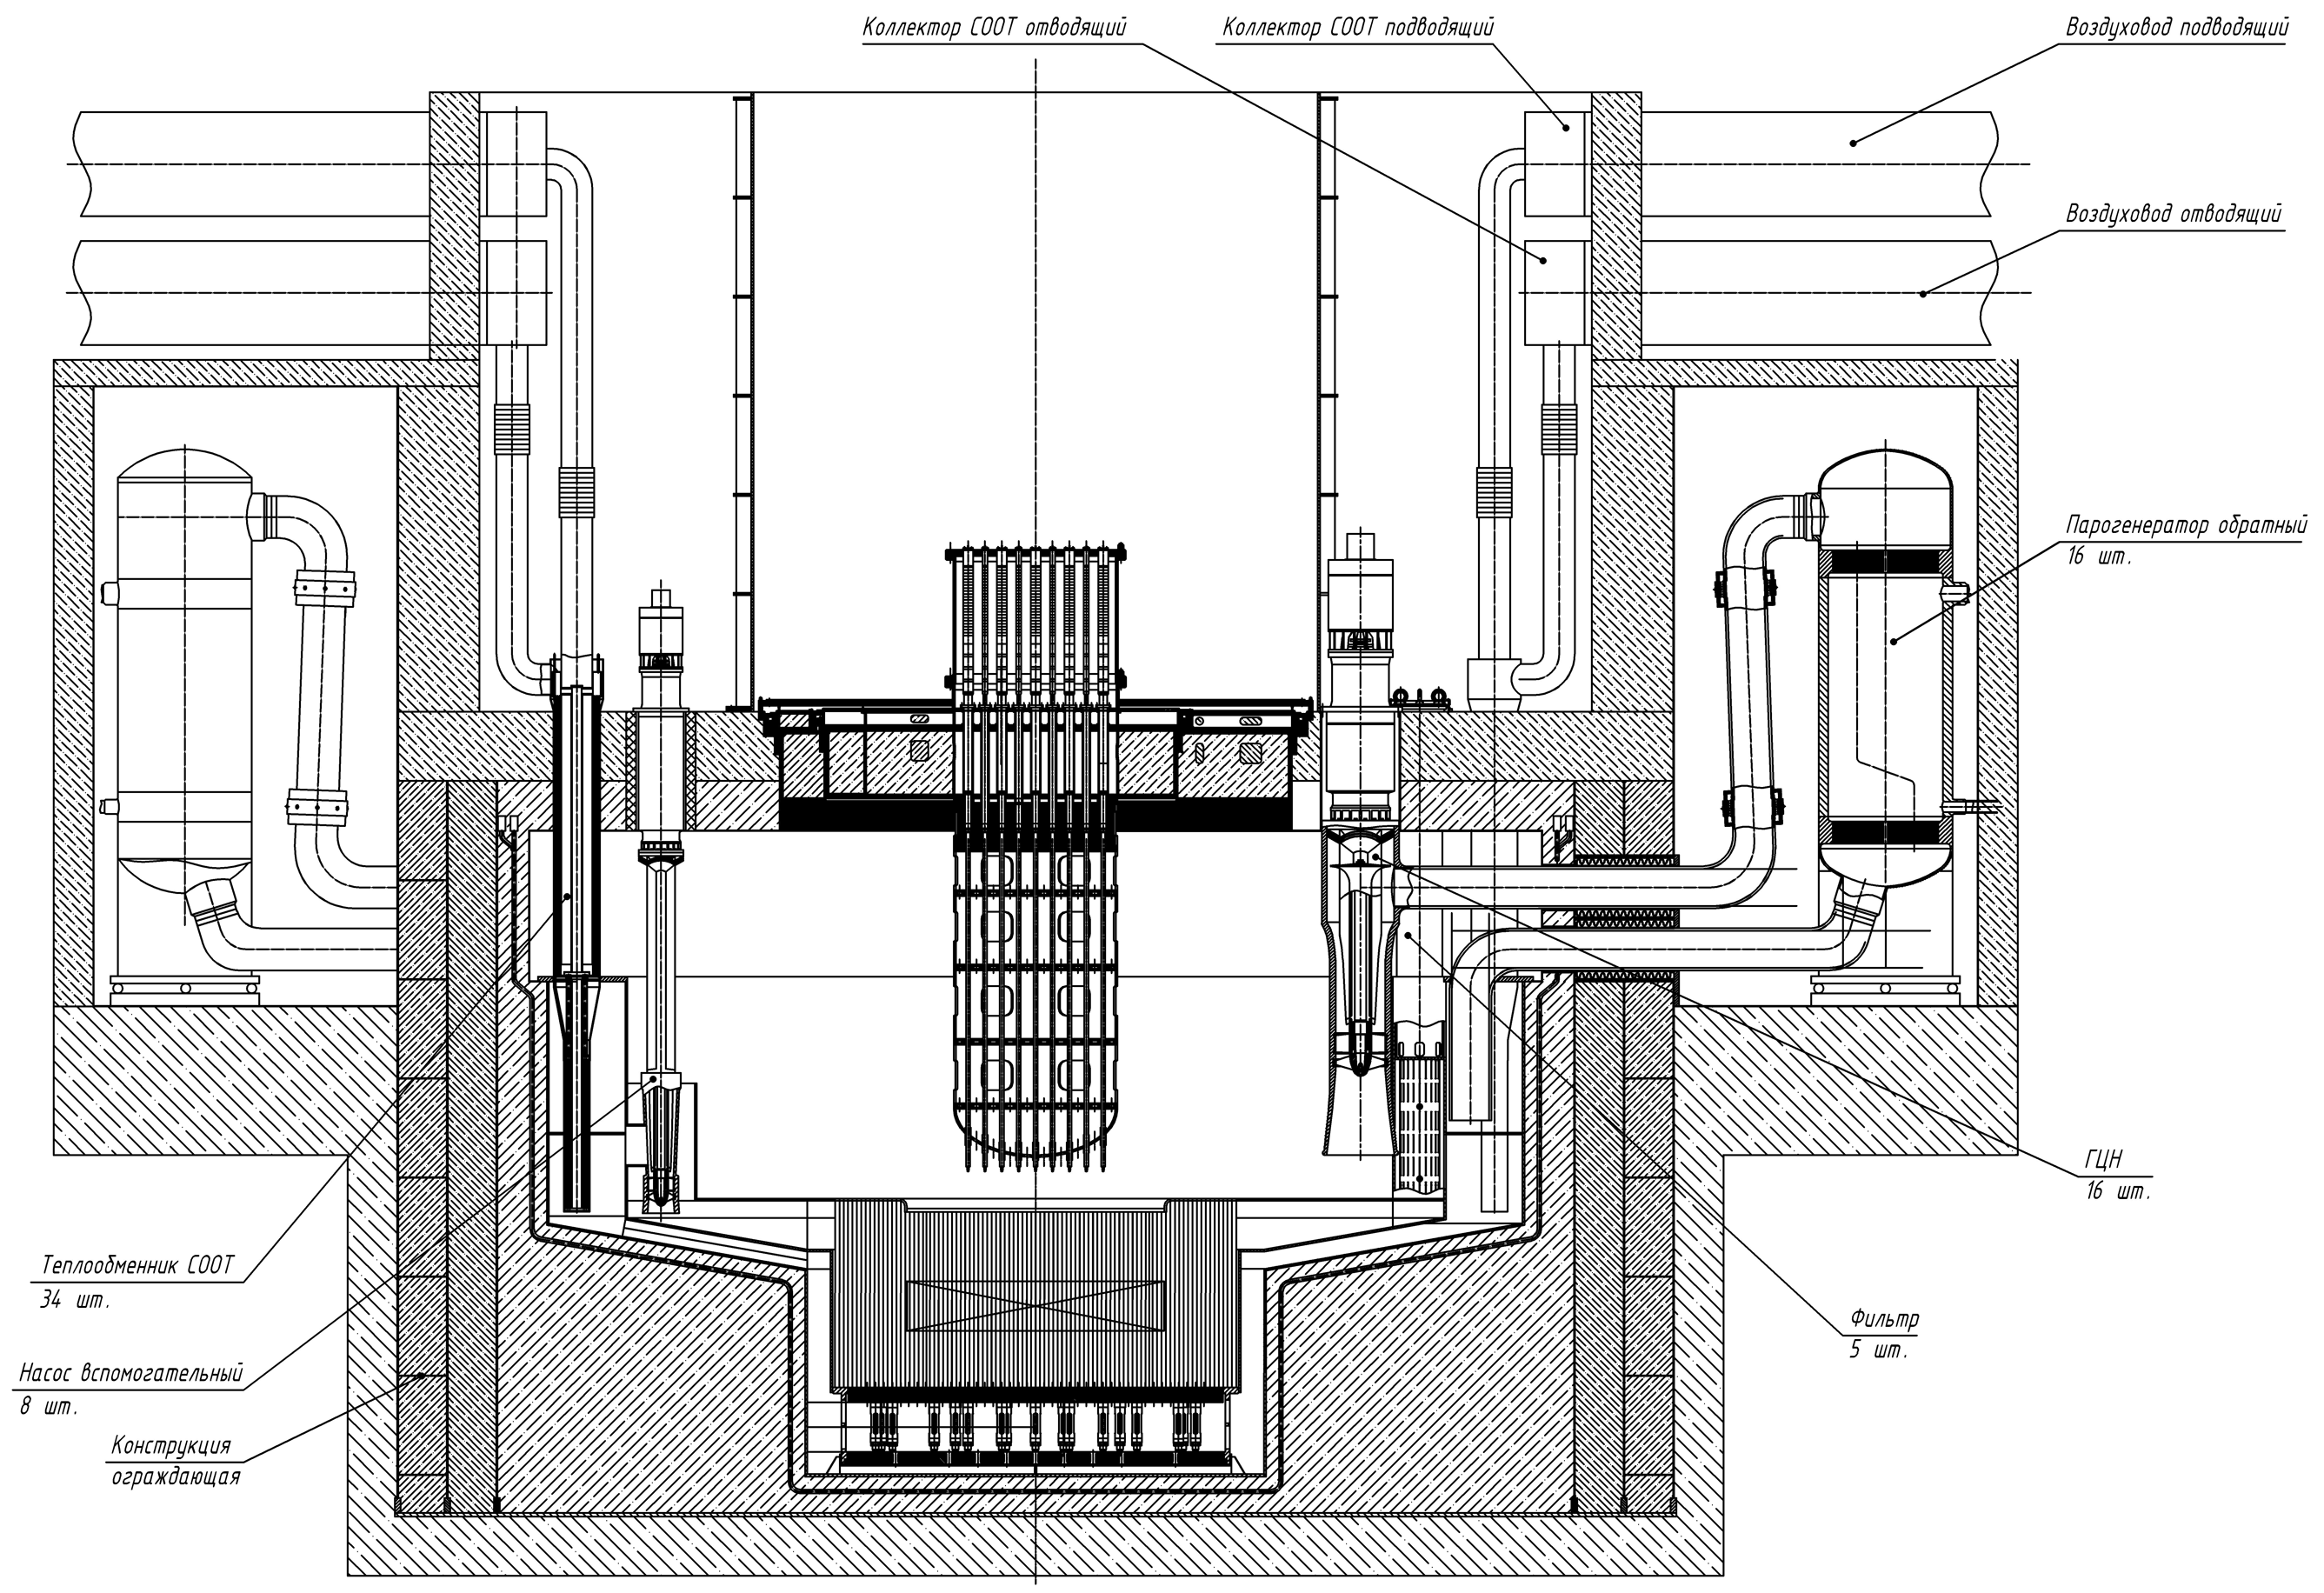 Коллектор СООТ отводящий
Коллектор СООТ подводящий
Воздуховод подводящий
Воздуховод отводящий
Парогенератор обратный
16 шт.
ГЦН
16 шт.
Теплообменник СООТ
34 шт.
Фильтр
5 шт.
Насос вспомогательный
8 шт.
Конструкция
ограждающая